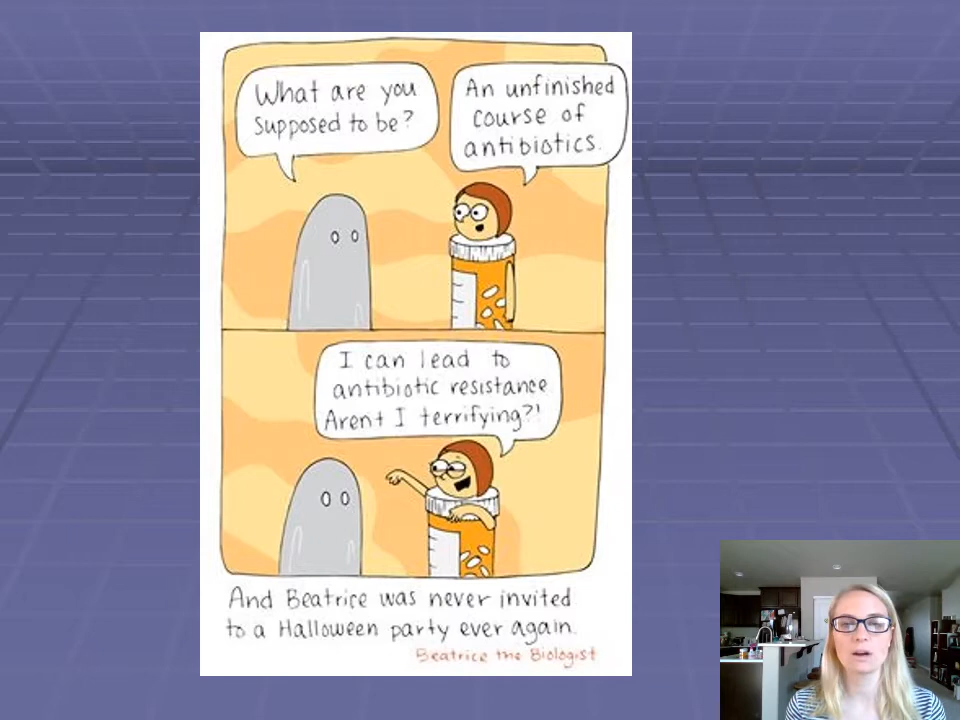 What are you
supposed to be?
An unfinished
course of
antibiotics.
I can lead to
antibiotic resistance
Arent I terrifying?!
And Beatrice was never invited
to a Halloween party ever again.
Beatrice the Biologist